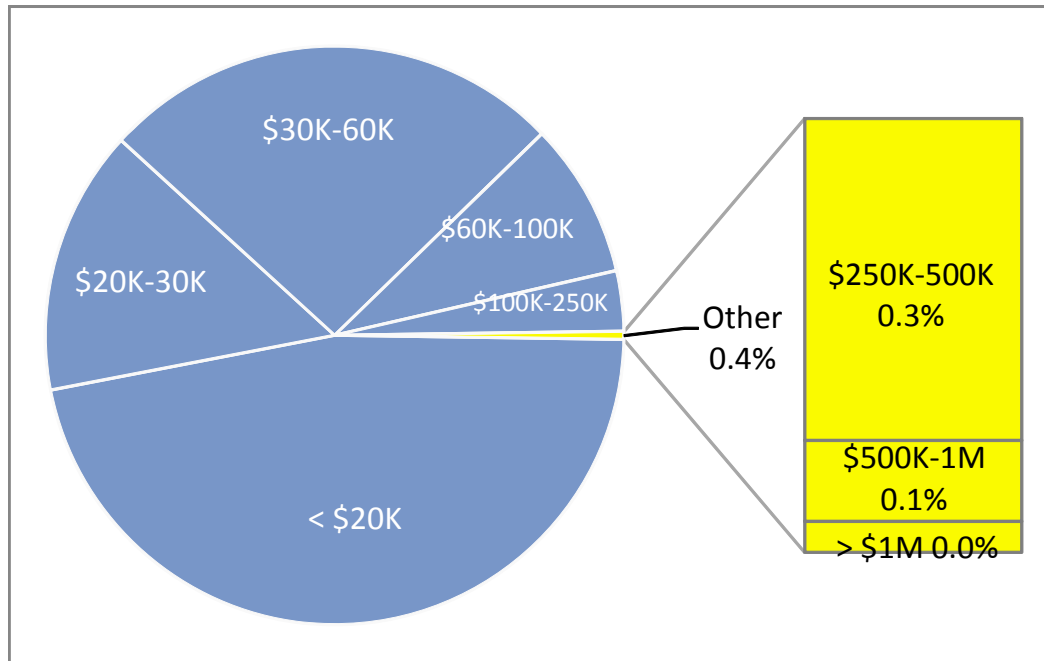 $30K-60K
$60K-100K
$20K-30K
$100K-250K
< $20K
Other
0.4%
$250K-500K
0.3%
$500K-1M
0.1%
> $1M 0.0%